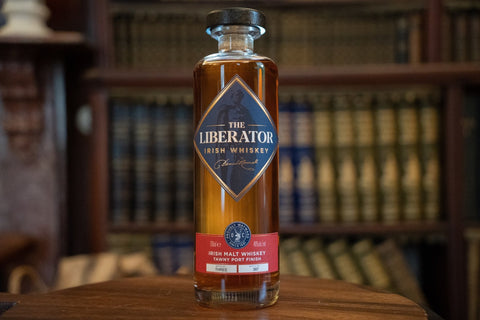 THE
LIBERATOR
IRISH WHISKEY
IRISH MALT WHISKEY
TAWNY PORT FINISH